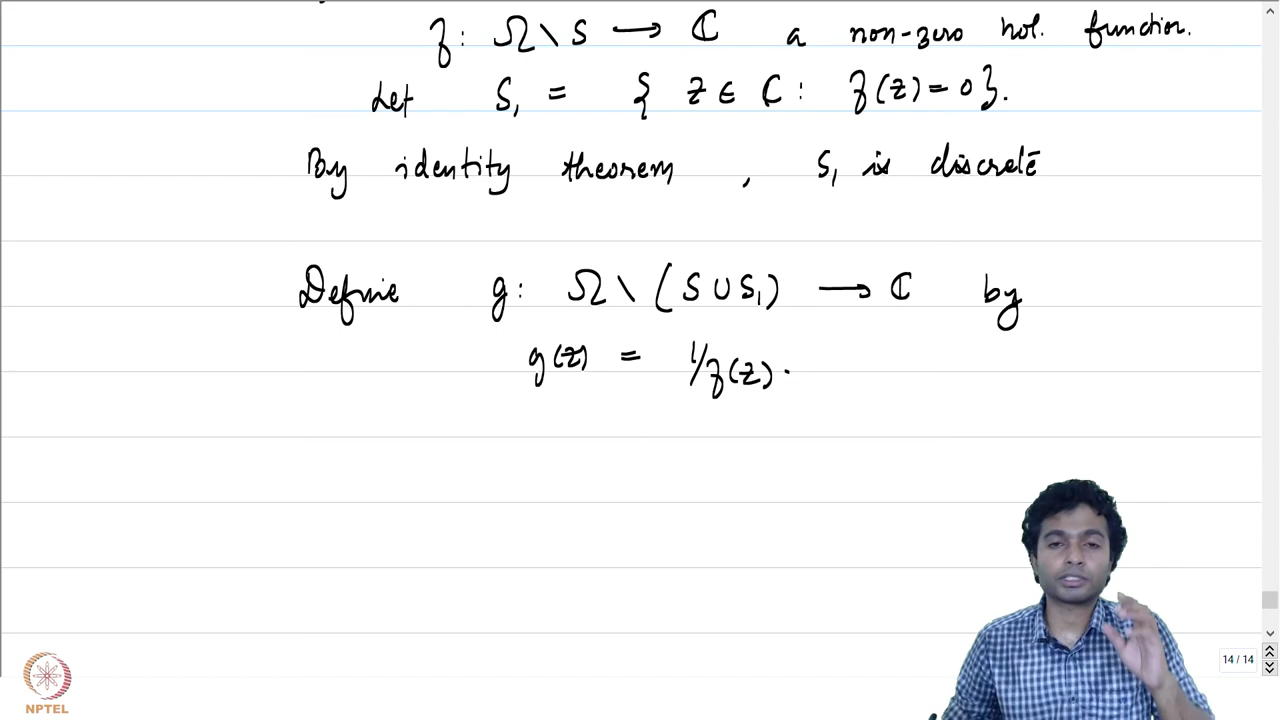 f: Ω \ S ⟶ ℂ a non-zero hol. function.
Let S₁ = { z ∈ ℂ : f(z) = 0}.
By identity theorem , S₁ is discrete
Define g: Ω \ (S ∪ S₁) ⟶ ℂ by
g(z) = 1/f(z).
14 / 14
NPTEL